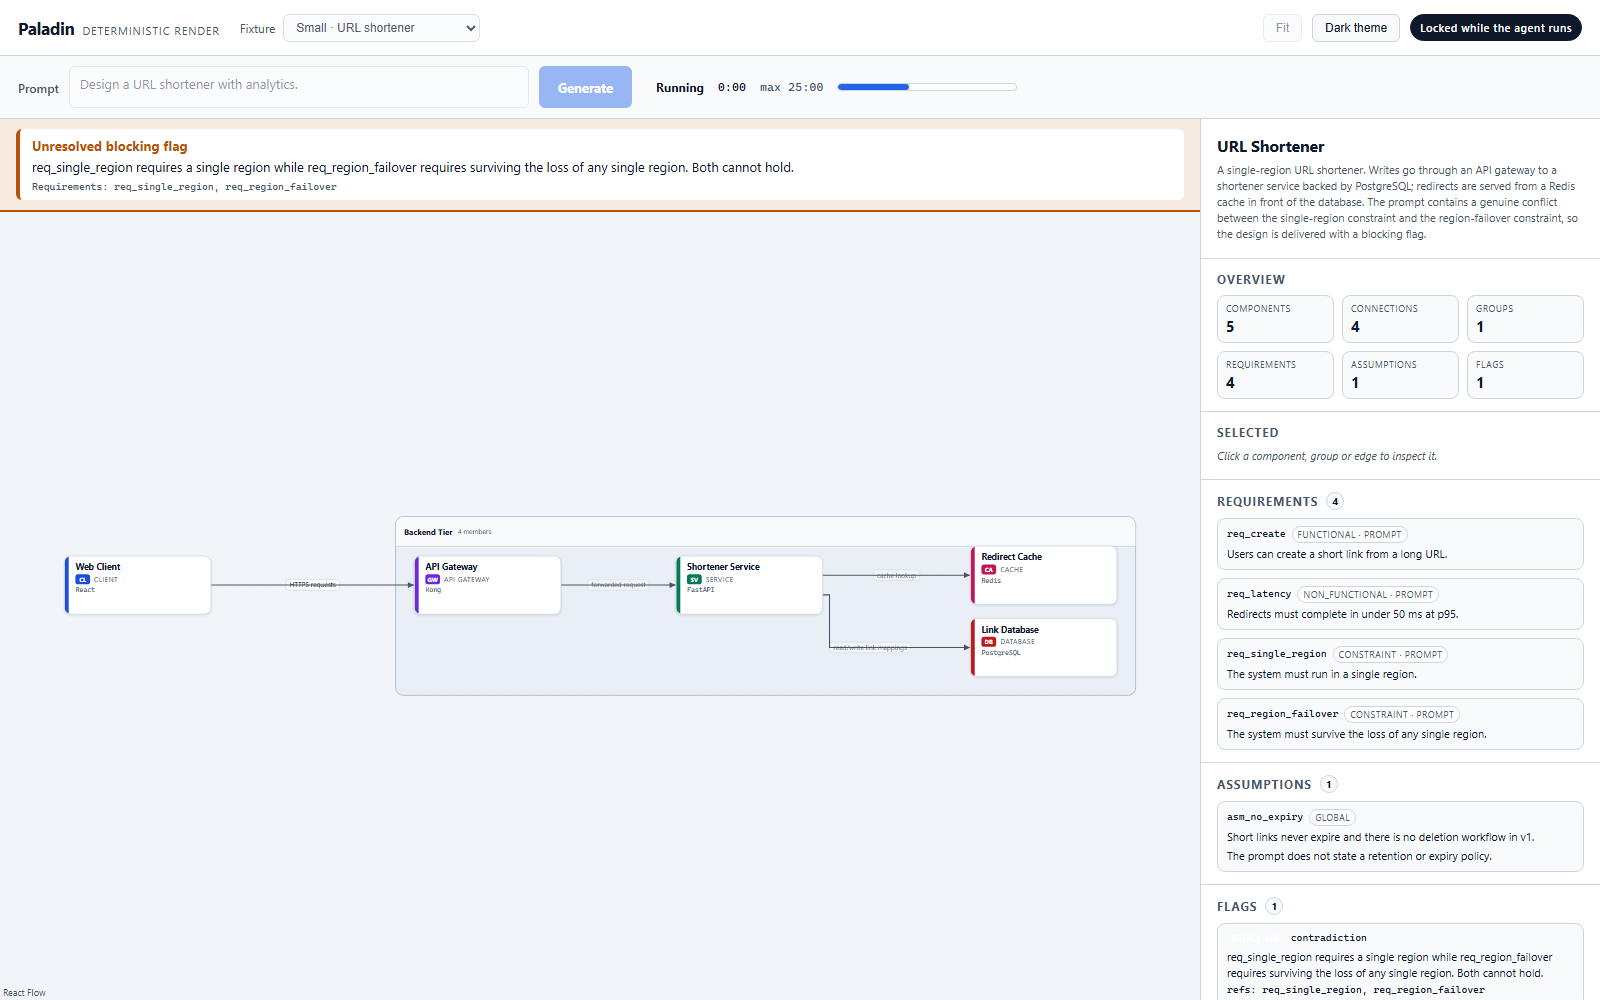 Paladin DETERMINISTIC RENDER Fixture Small · URL shortener Fit Dark theme Locked while the agent runs
Prompt Design a URL shortener with analytics. Generate Running 0:00 max 25:00
Unresolved blocking flag
req_single_region requires a single region while req_region_failover requires surviving the loss of any single region. Both cannot hold.
Requirements: req_single_region, req_region_failover
Backend Tier 4 members
Web Client
CL CLIENT
React
HTTPS requests
API Gateway
GW API GATEWAY
Kong
forwarded request
Shortener Service
SV SERVICE
FastAPI
cache lookup
read/write link mappings
Redirect Cache
CA CACHE
Redis
Link Database
DB DATABASE
PostgreSQL
React Flow
URL Shortener
A single-region URL shortener. Writes go through an API gateway to a
shortener service backed by PostgreSQL; redirects are served from a Redis
cache in front of the database. The prompt contains a genuine conflict
between the single-region constraint and the region-failover constraint, so
the design is delivered with a blocking flag.
OVERVIEW
COMPONENTS CONNECTIONS GROUPS
5 4 1
REQUIREMENTS ASSUMPTIONS FLAGS
4 1 1
SELECTED
Click a component, group or edge to inspect it.
REQUIREMENTS 4
req_create FUNCTIONAL · PROMPT
Users can create a short link from a long URL.
req_latency NON_FUNCTIONAL · PROMPT
Redirects must complete in under 50 ms at p95.
req_single_region CONSTRAINT · PROMPT
The system must run in a single region.
req_region_failover CONSTRAINT · PROMPT
The system must survive the loss of any single region.
ASSUMPTIONS 1
asm_no_expiry GLOBAL
Short links never expire and there is no deletion workflow in v1.
The prompt does not state a retention or expiry policy.
FLAGS 1
contradiction
req_single_region requires a single region while req_region_failover
requires surviving the loss of any single region. Both cannot hold.
refs: req_single_region, req_region_failover